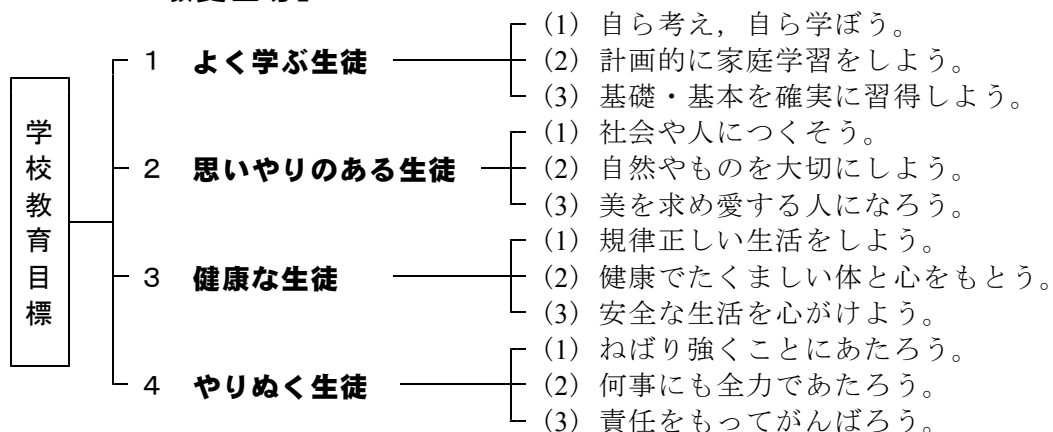 学校教育目標
1 よく学ぶ生徒
(1) 自ら考え，自ら学ぼう。
(2) 計画的に家庭学習をしよう。
(3) 基礎・基本を確実に習得しよう。
2 思いやりのある生徒
(1) 社会や人につくそう。
(2) 自然やものを大切にしよう。
(3) 美を求め愛する人になろう。
3 健康な生徒
(1) 規律正しい生活をしよう。
(2) 健康でたくましい体と心をもとう。
(3) 安全な生活を心がけよう。
4 やりぬく生徒
(1) ねばり強くことにあたろう。
(2) 何事にも全力であたろう。
(3) 責任をもってがんばろう。